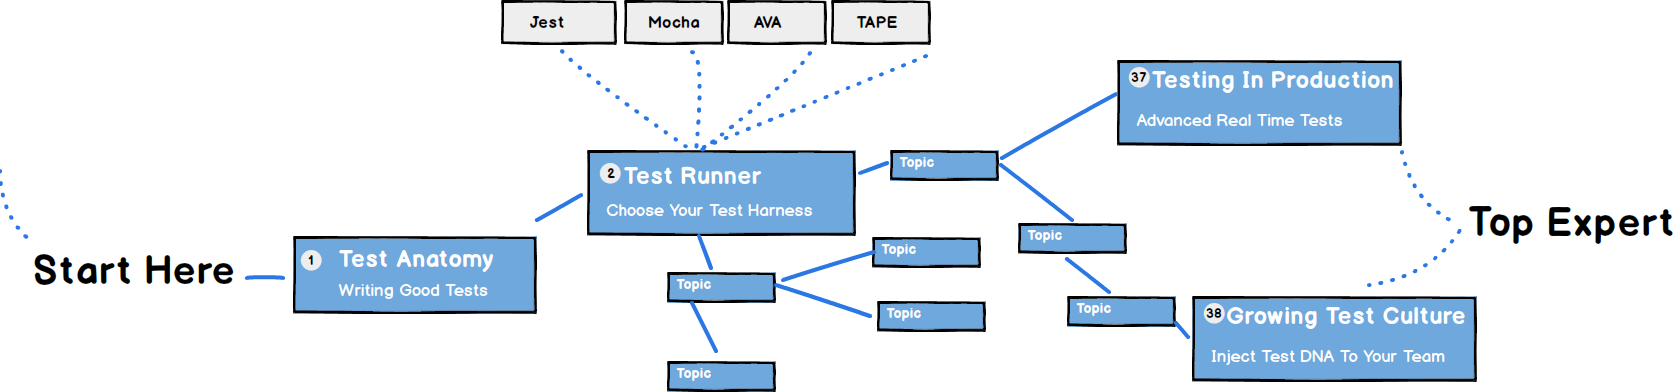 Jest
Mocha
AVA
TAPE
37 Testing In Production
Advanced Real Time Tests
2 Test Runner
Choose Your Test Harness
Topic
Top Expert
Start Here
1 Test Anatomy
Writing Good Tests
Topic
Topic
Topic
Topic
Topic
38 Growing Test Culture
Inject Test DNA To Your Team
Topic